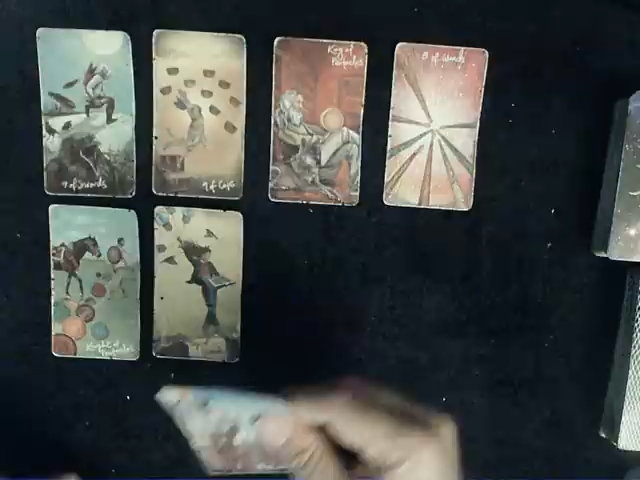 9 of Swords
9 of Cups
King of
Pentacles
8 of Wands
Knight of
Pentacles